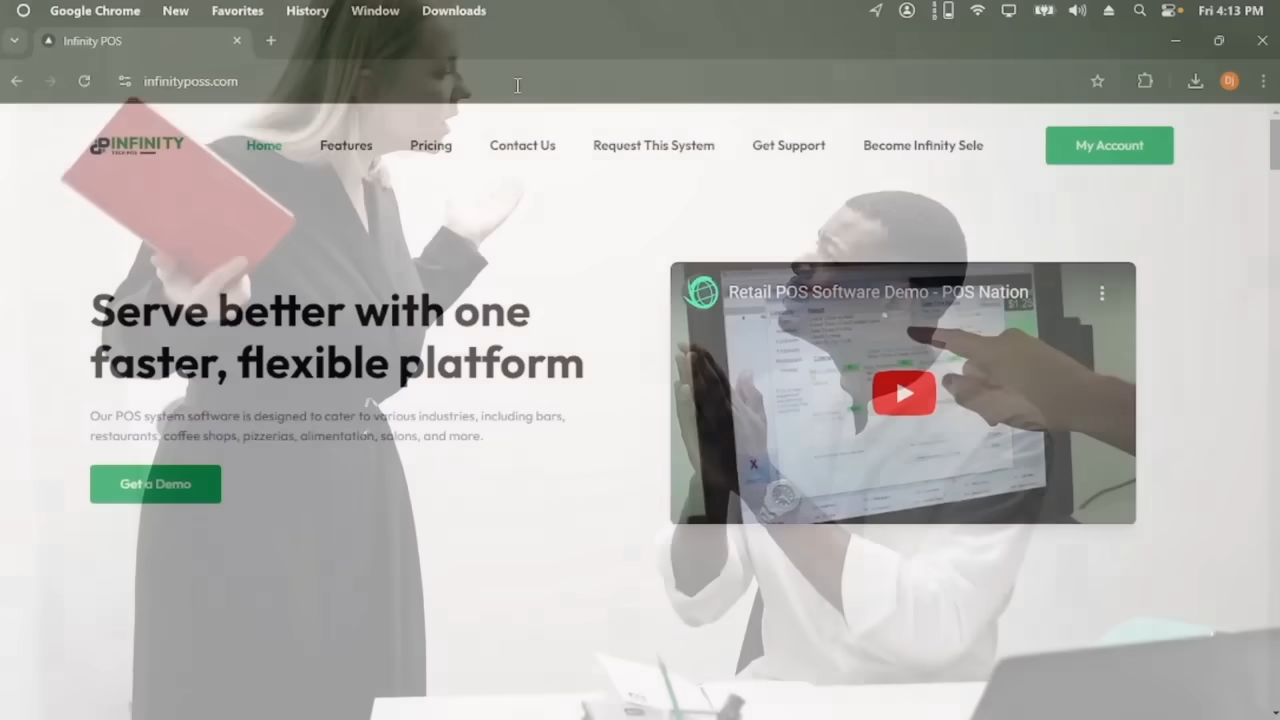 Google Chrome New Favorites History Window Downloads Fri 4:13 PM
Infinity POS
infinityposs.com
Dj
INFINITY
TECH POS
Home Features Pricing Contact Us Request This System Get Support Become Infinity Sele My Account
Serve better with one
faster, flexible platform
Our POS system software is designed to cater to various industries, including bars,
restaurants, coffee shops, pizzerias, alimentation, salons, and more.
Get a Demo
Retail POS Software Demo - POS Nation